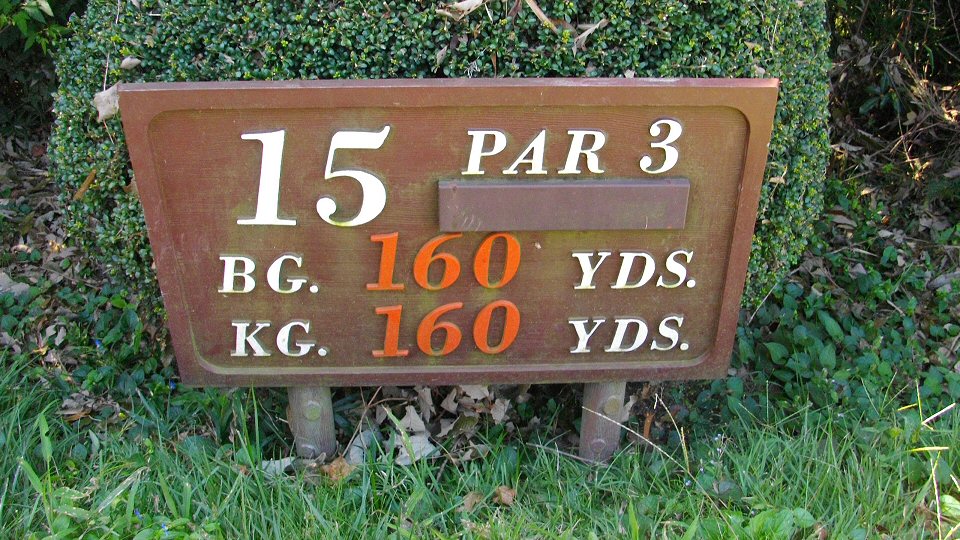 15 PAR 3
BG. 160 YDS.
KG. 160 YDS.